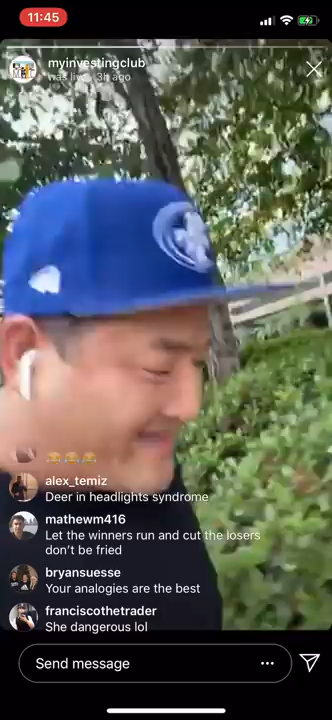 11:45
myinvestingclub
was live 3h ago
😂😂😂
alex_temiz
Deer in headlights syndrome
mathewm416
Let the winners run and cut the losers
don't be fried
bryansuesse
Your analogies are the best
franciscothetrader
She dangerous lol
Send message